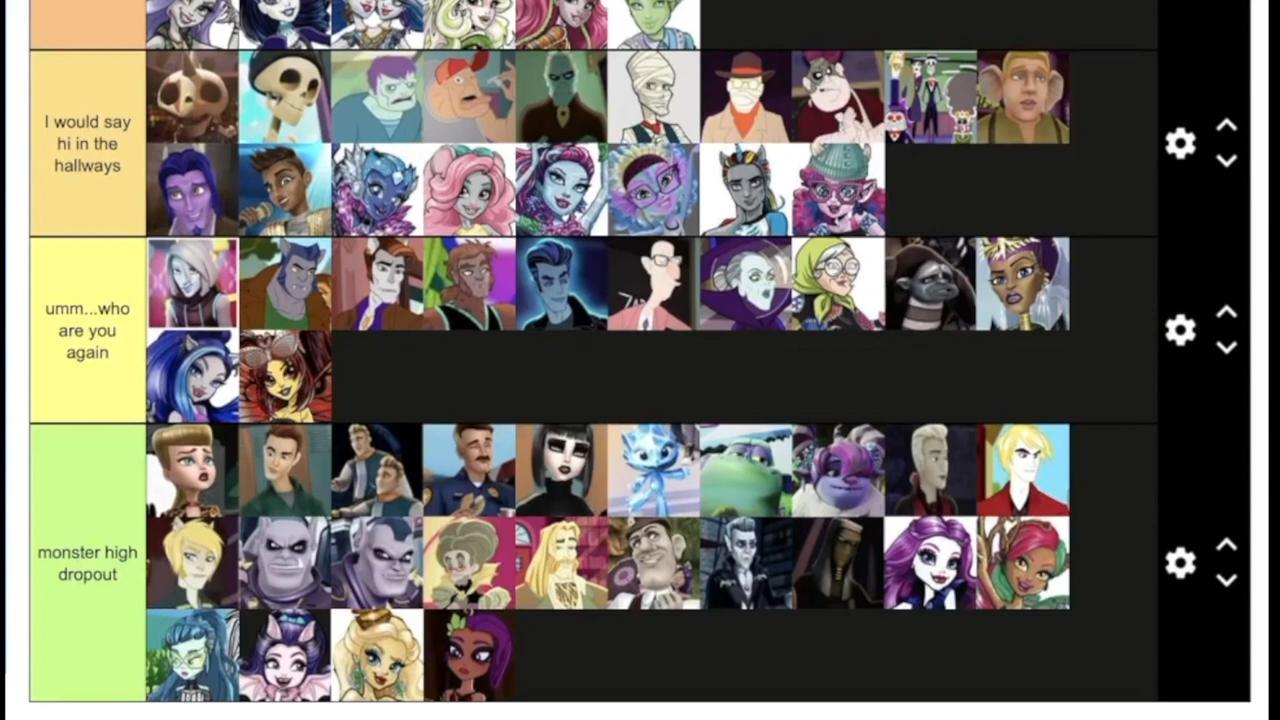 I would say
hi in the
hallways
umm...who
are you
again
monster high
dropout